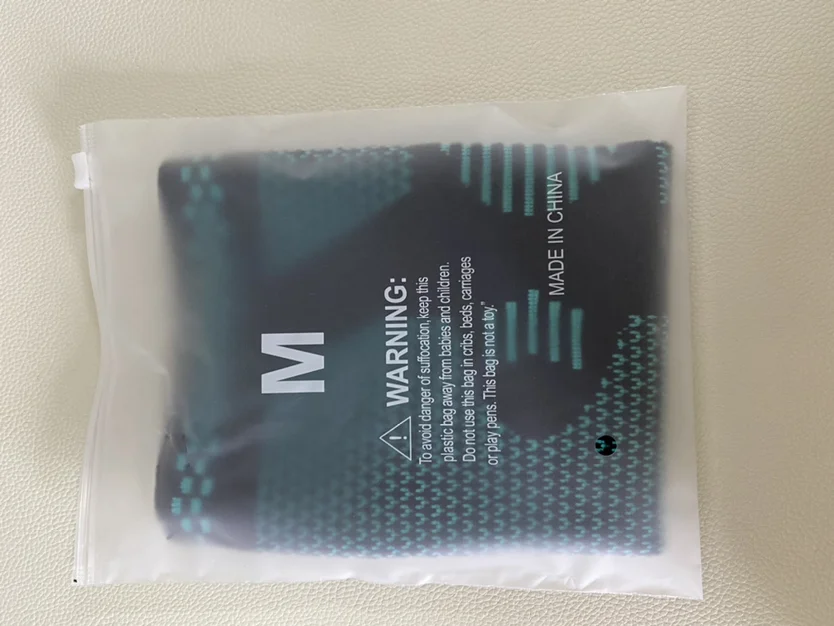 M
WARNING:
To avoid danger of suffocation, keep this
plastic bag away from babies and children.
Do not use this bag in cribs, beds, carriages
or play pens. This bag is not a toy."
MADE IN CHINA